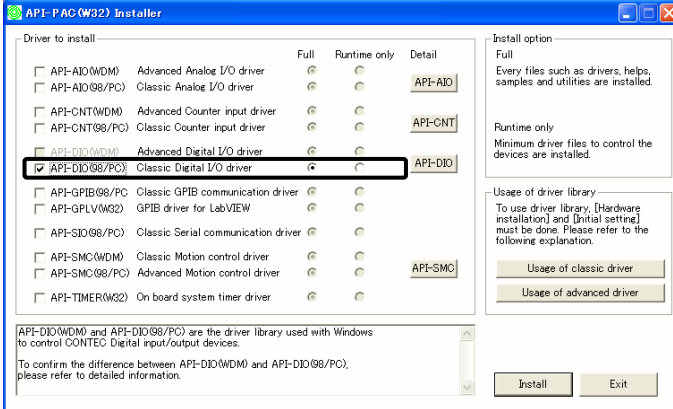 API-PAC(W32) Installer
Driver to install
Full Runtime only Detail
API-AIO(WDM) Advanced Analog I/O driver
API-AIO(98/PC) Classic Analog I/O driver
API-AIO
API-CNT(WDM) Advanced Counter input driver
API-CNT(98/PC) Classic Counter input driver
API-CNT
API-DIO(WDM) Advanced Digital I/O driver
API-DIO(98/PC) Classic Digital I/O driver
API-DIO
API-GPIB(98/PC Classic GPIB communication driver
API-GPLV(W32) GPIB driver for LabVIEW
API-SIO(98/PC) Classic Serial communication driver
API-SMC(WDM) Classic Motion control driver
API-SMC(98/PC) Advanced Motion control driver
API-SMC
API-TIMER(W32) On board system timer driver
API-DIO(WDM) and API-DIO(98/PC) are the driver library used with Windows
to control CONTEC Digital input/output devices.
To confirm the difference between API-DIO(WDM) and API-DIO(98/PC),
please refer to detailed information.
Install option
Full
Every files such as drivers, helps,
samples and utilities are installed.
Runtime only
Minimum driver files to control the
devices are installed.
Usage of driver library
To use driver library, [Hardware
installation] and [Initial setting]
must be done. Please refer to the
following explanation.
Usage of classic driver
Usage of advanced driver
Install Exit